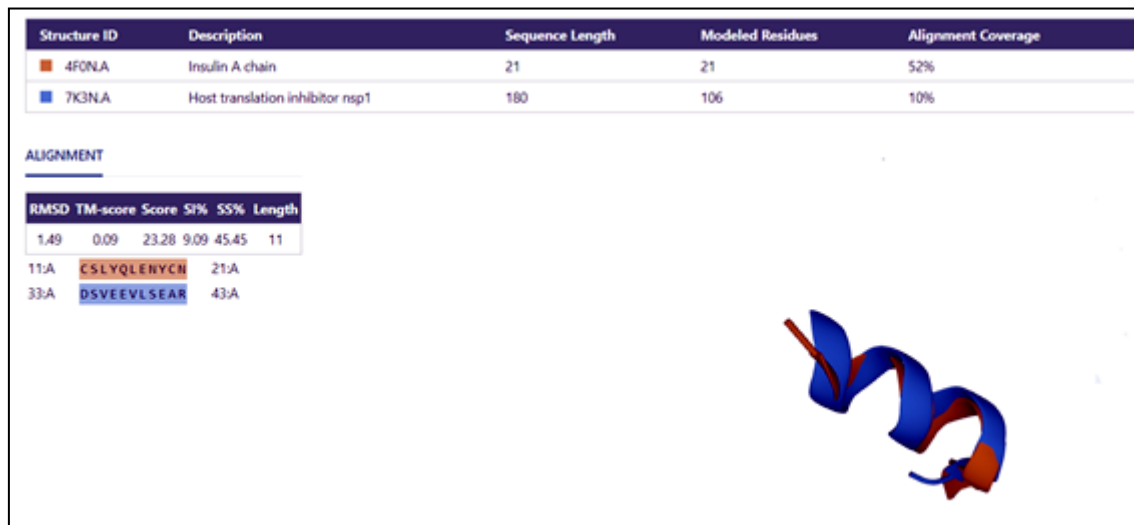 Structure ID Description Sequence Length Modeled Residues Alignment Coverage
4F0N.A Insulin A chain 21 21 52%
7K3N.A Host translation inhibitor nsp1 180 106 10%
ALIGNMENT
RMSD TM-score Score SI% SS% Length
1.49 0.09 23.28 9.09 45.45 11
11:A CSLYQLENYCN 21:A
33:A DSVEEVLSEAR 43:A